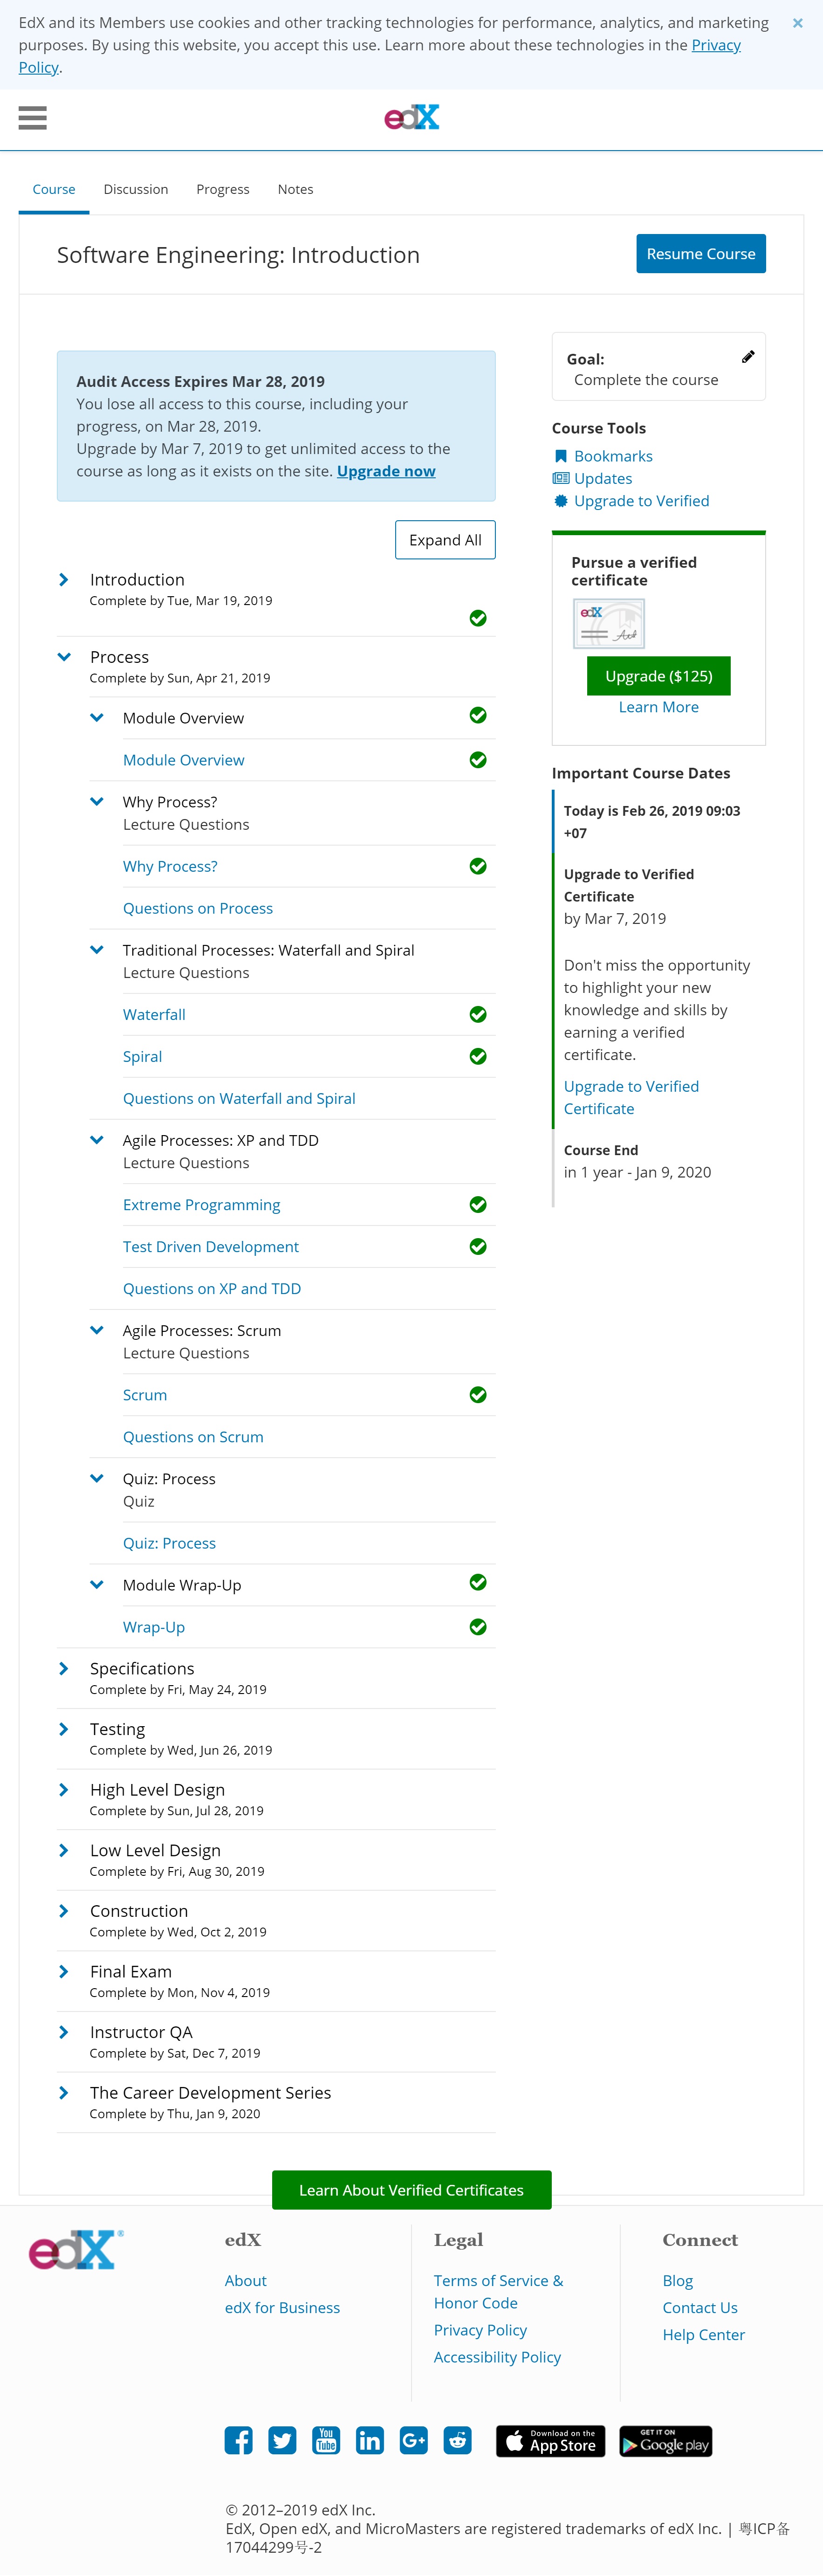 EdX and its Members use cookies and other tracking technologies for performance, analytics, and marketing
purposes. By using this website, you accept this use. Learn more about these technologies in the Privacy
Policy.
edX
Course Discussion Progress Notes
Software Engineering: Introduction
Resume Course
Audit Access Expires Mar 28, 2019
You lose all access to this course, including your
progress, on Mar 28, 2019.
Upgrade by Mar 7, 2019 to get unlimited access to the
course as long as it exists on the site. Upgrade now
Expand All
Introduction
Complete by Tue, Mar 19, 2019
Process
Complete by Sun, Apr 21, 2019
Module Overview
Module Overview
Why Process?
Lecture Questions
Why Process?
Questions on Process
Traditional Processes: Waterfall and Spiral
Lecture Questions
Waterfall
Spiral
Questions on Waterfall and Spiral
Agile Processes: XP and TDD
Lecture Questions
Extreme Programming
Test Driven Development
Questions on XP and TDD
Agile Processes: Scrum
Lecture Questions
Scrum
Questions on Scrum
Quiz: Process
Quiz
Quiz: Process
Module Wrap-Up
Wrap-Up
Specifications
Complete by Fri, May 24, 2019
Testing
Complete by Wed, Jun 26, 2019
High Level Design
Complete by Sun, Jul 28, 2019
Low Level Design
Complete by Fri, Aug 30, 2019
Construction
Complete by Wed, Oct 2, 2019
Final Exam
Complete by Mon, Nov 4, 2019
Instructor QA
Complete by Sat, Dec 7, 2019
The Career Development Series
Complete by Thu, Jan 9, 2020
Goal:
Complete the course
Course Tools
Bookmarks
Updates
Upgrade to Verified
Pursue a verified
certificate
edX
Upgrade ($125)
Learn More
Important Course Dates
Today is Feb 26, 2019 09:03
+07
Upgrade to Verified
Certificate
by Mar 7, 2019
Don't miss the opportunity
to highlight your new
knowledge and skills by
earning a verified
certificate.
Upgrade to Verified
Certificate
Course End
in 1 year - Jan 9, 2020
Learn About Verified Certificates
edX®
edX
About
edX for Business
Legal
Terms of Service &
Honor Code
Privacy Policy
Accessibility Policy
Connect
Blog
Contact Us
Help Center
You Tube
in
G+
Download on the
App Store
GET IT ON
Google play
© 2012–2019 edX Inc.
EdX, Open edX, and MicroMasters are registered trademarks of edX Inc. | 粤ICP备
17044299号-2